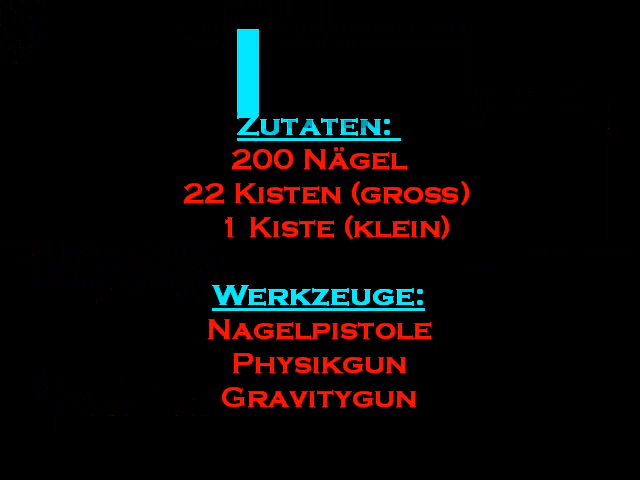 Zutaten:
200 Nägel
22 Kisten (gross)
1 Kiste (klein)
Werkzeuge:
Nagelpistole
Physikgun
Gravitygun